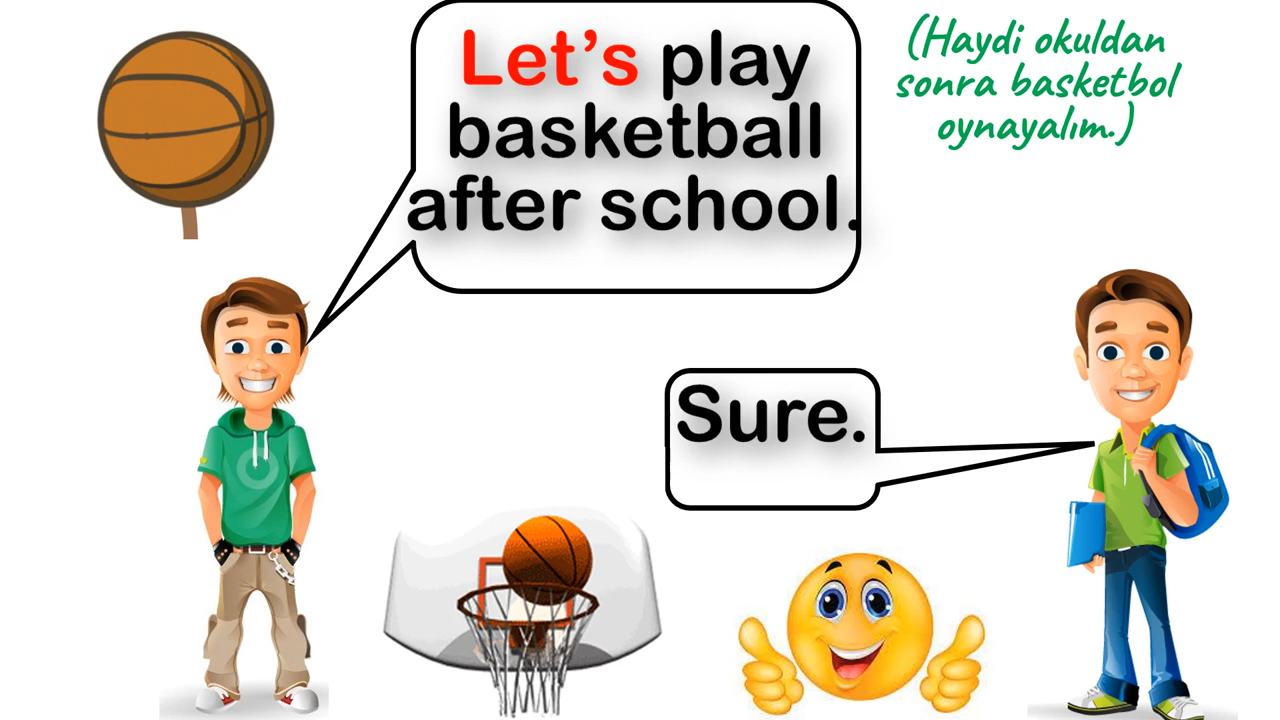 Let’s play
basketball
after school.
(Haydi okuldan
sonra basketbol
oynayalım.)
Sure.